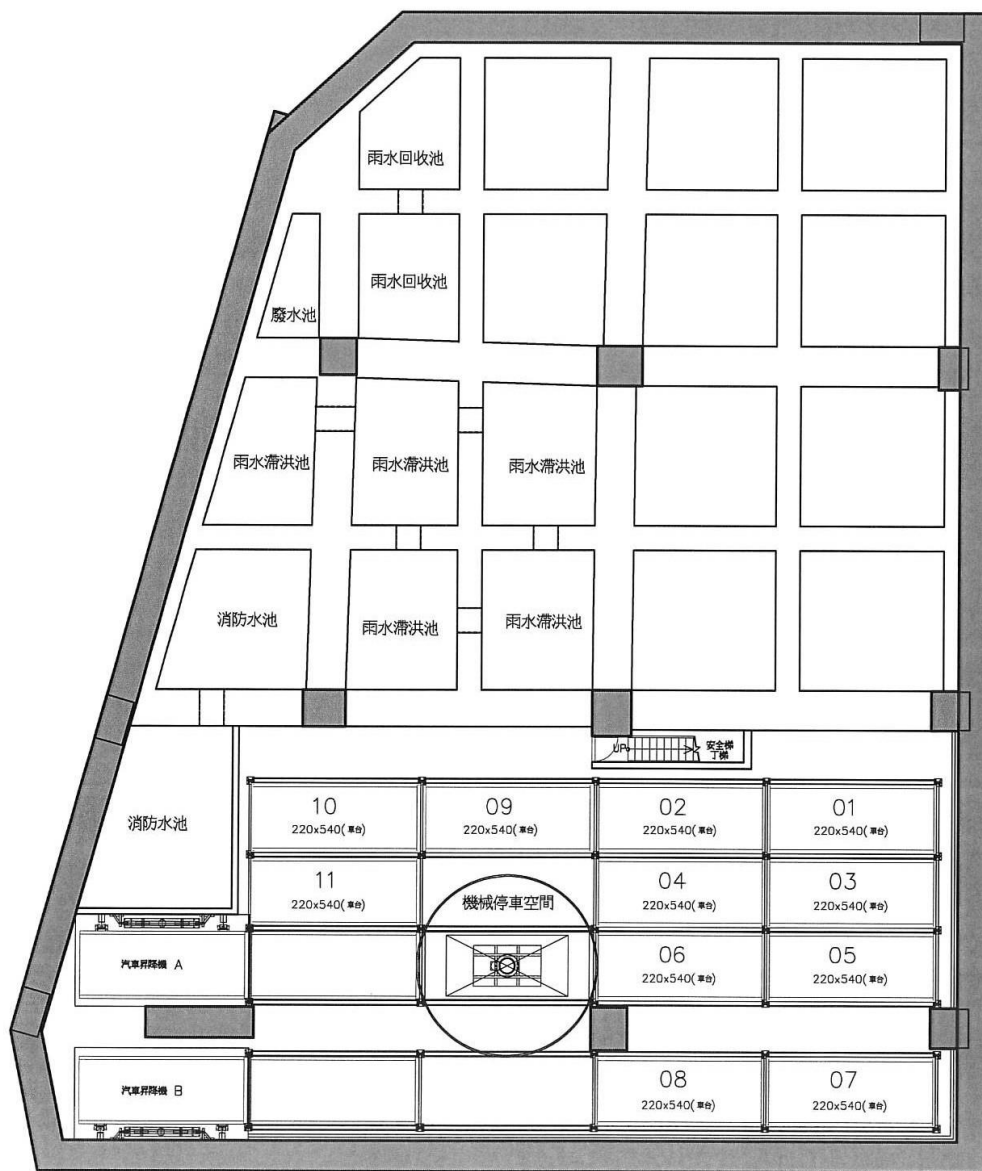 雨水回收池
雨水回收池
廢水池
雨水滯洪池
雨水滯洪池
雨水滯洪池
消防水池
雨水滯洪池
雨水滯洪池
UP
安全梯
丁梯
消防水池
10
220x540(車台)
09
220x540(車台)
02
220x540(車台)
01
220x540(車台)
11
220x540(車台)
機械停車空間
04
220x540(車台)
03
220x540(車台)
汽車昇降機 A
06
220x540(車台)
05
220x540(車台)
汽車昇降機 B
08
220x540(車台)
07
220x540(車台)